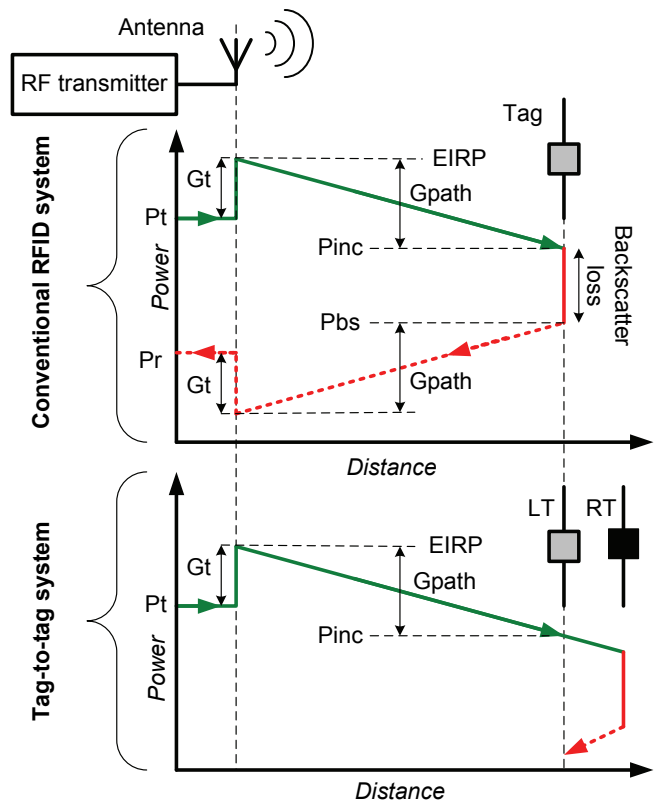 Antenna
RF transmitter
Tag
EIRP
Gt
Gpath
Pt
Pinc
Backscatter
loss
Pbs
Pr
Gt
Gpath
Power
Conventional RFID system
Distance
LT
RT
EIRP
Gt
Gpath
Pt
Pinc
Power
Tag-to-tag system
Distance